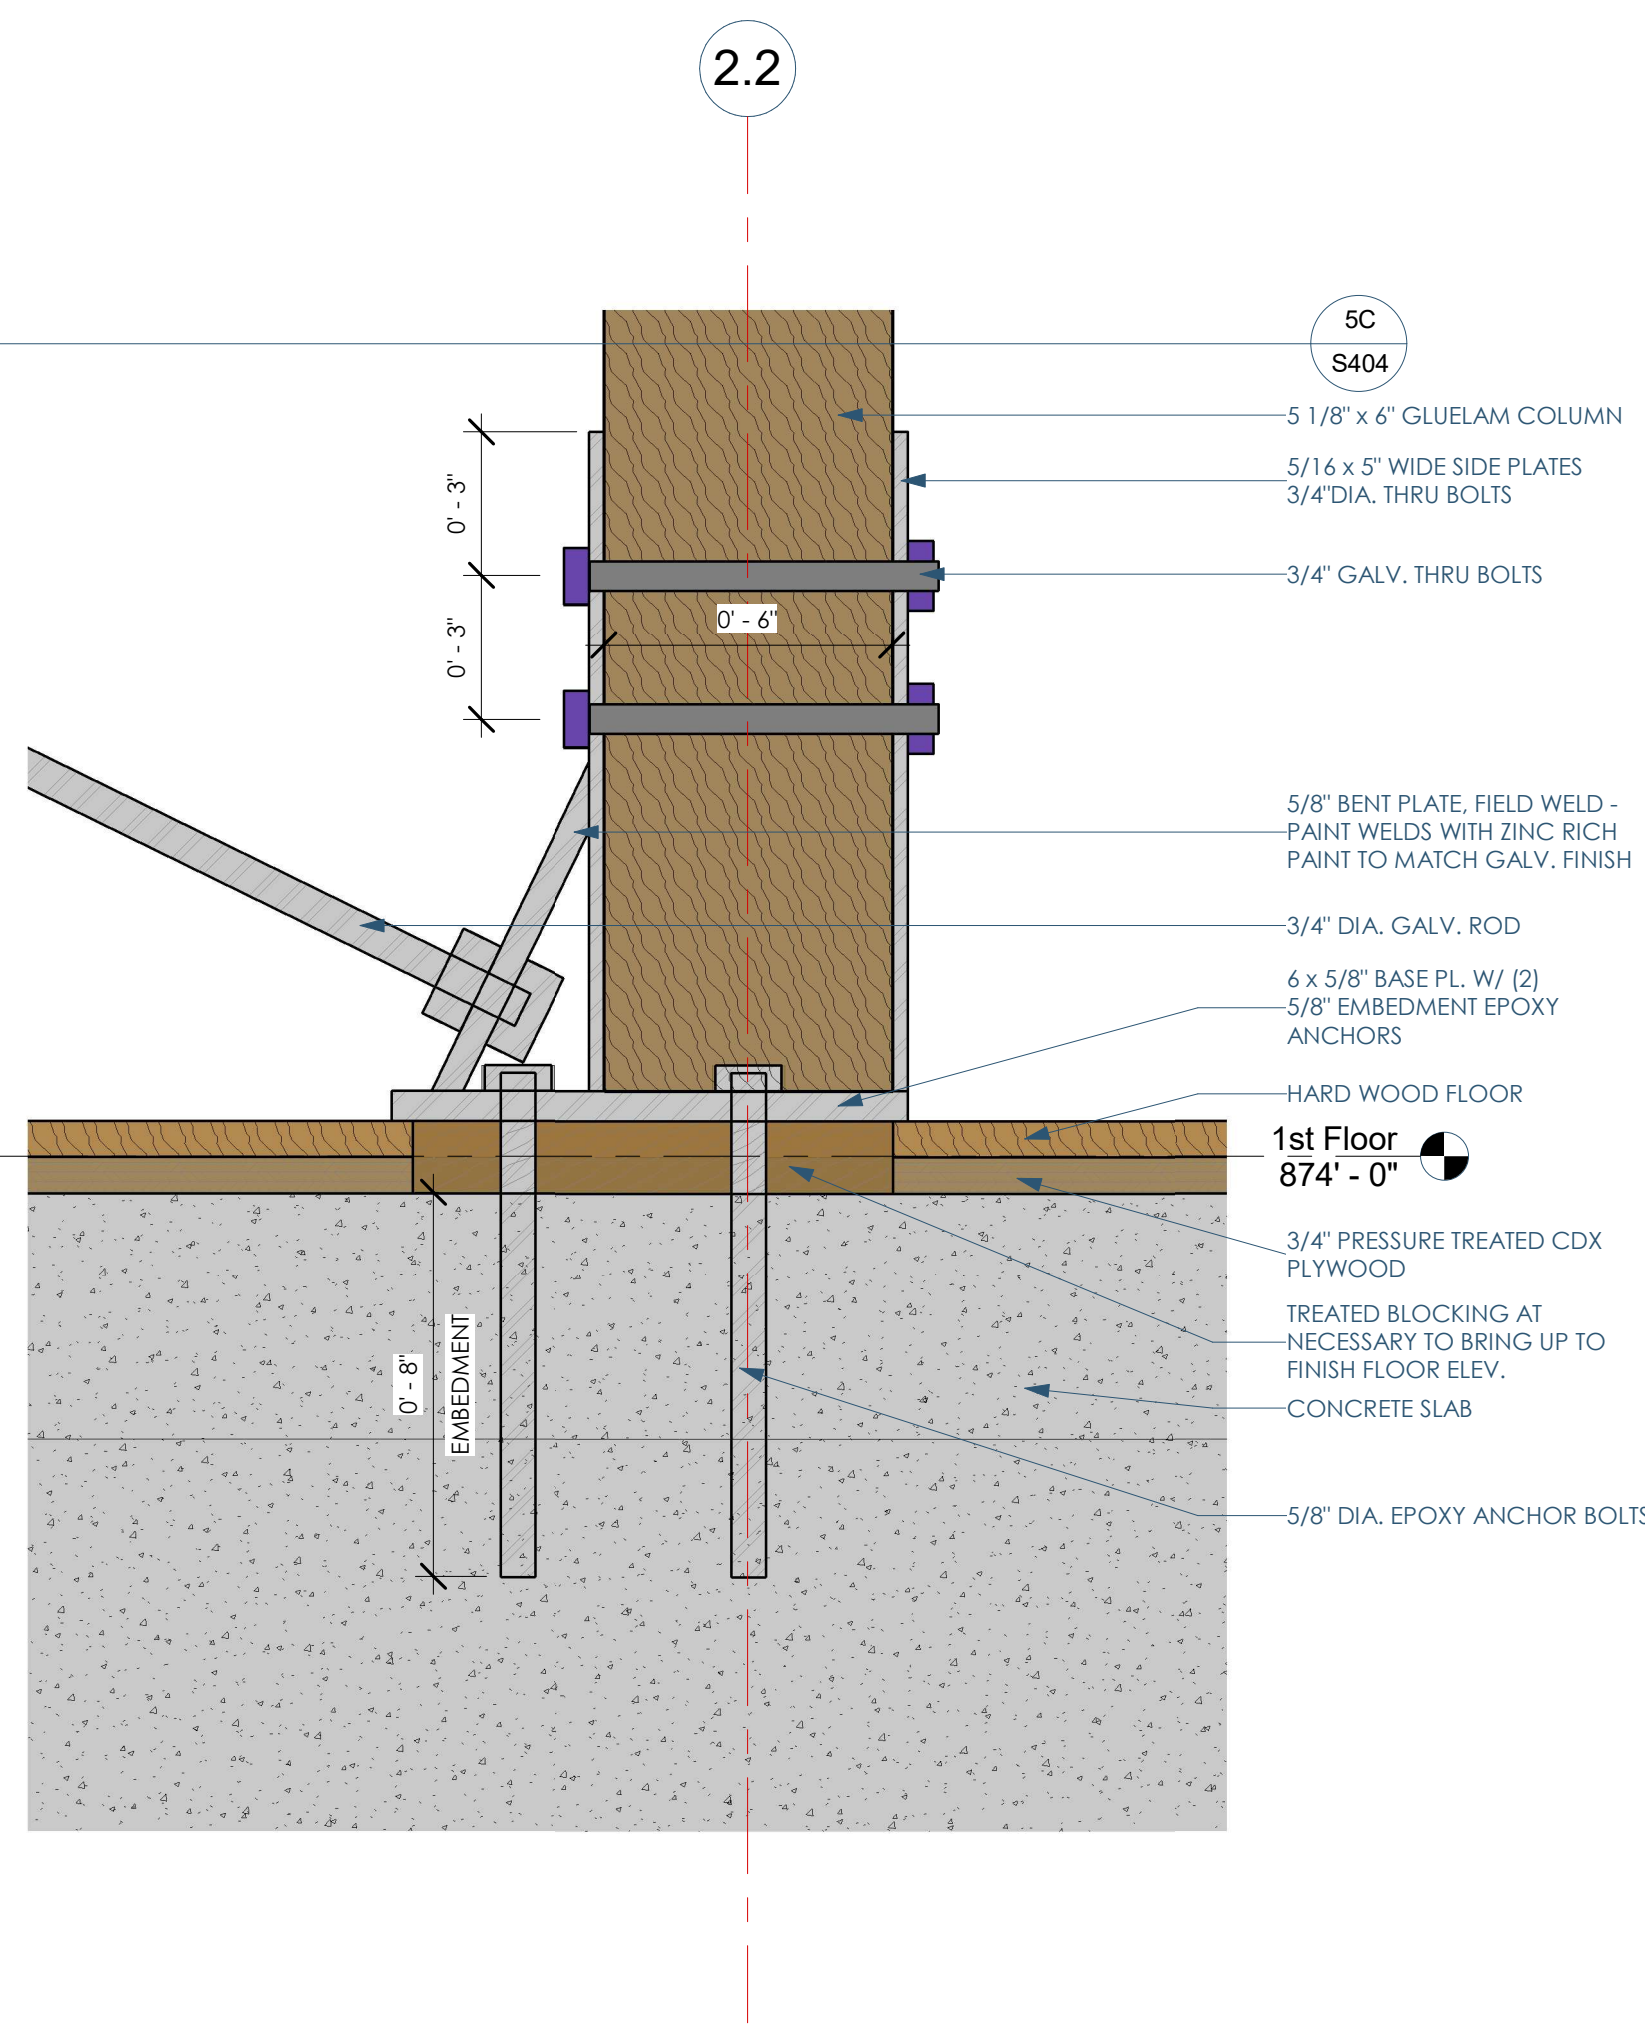 2.2
5C
S404
5 1/8" x 6" GLUELAM COLUMN
5/16 x 5" WIDE SIDE PLATES
3/4"DIA. THRU BOLTS
0' - 3"
3/4" GALV. THRU BOLTS
0' - 6"
0' - 3"
5/8" BENT PLATE, FIELD WELD -
PAINT WELDS WITH ZINC RICH
PAINT TO MATCH GALV. FINISH
3/4" DIA. GALV. ROD
6 x 5/8" BASE PL. W/ (2)
5/8" EMBEDMENT EPOXY
ANCHORS
HARD WOOD FLOOR
1st Floor
874' - 0"
3/4" PRESSURE TREATED CDX
PLYWOOD
TREATED BLOCKING AT
NECESSARY TO BRING UP TO
FINISH FLOOR ELEV.
0' - 8"
EMBEDMENT
CONCRETE SLAB
5/8" DIA. EPOXY ANCHOR BOLTS